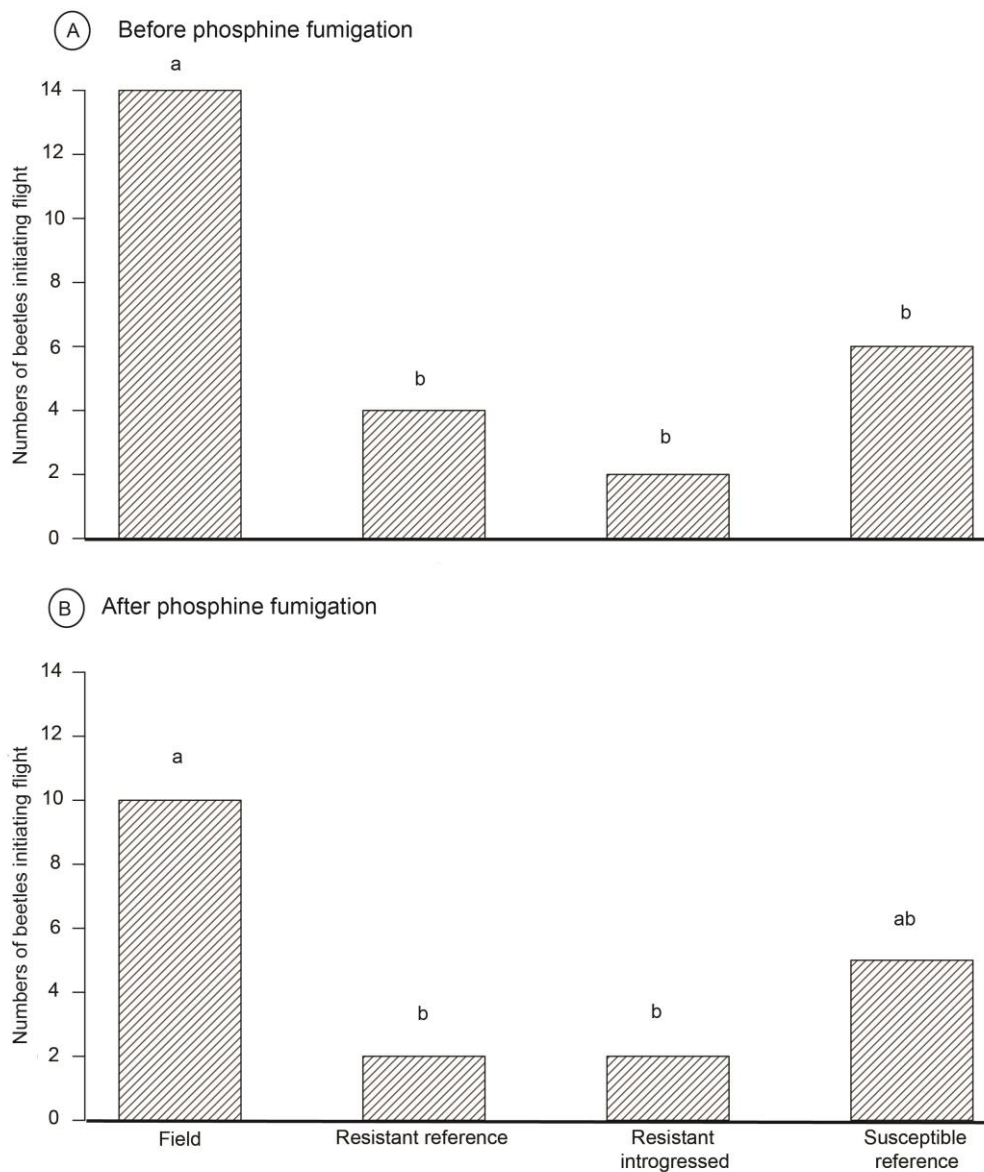 A Before phosphine fumigation
a
14
12
10
8
6
4
2
0
Numbers of beetles initiating flight
b
b
b
B After phosphine fumigation
14
12
10
8
6
4
2
0
Numbers of beetles initiating flight
a
b
b
ab
Field
Resistant reference
Resistant
introgressed
Susceptible
reference